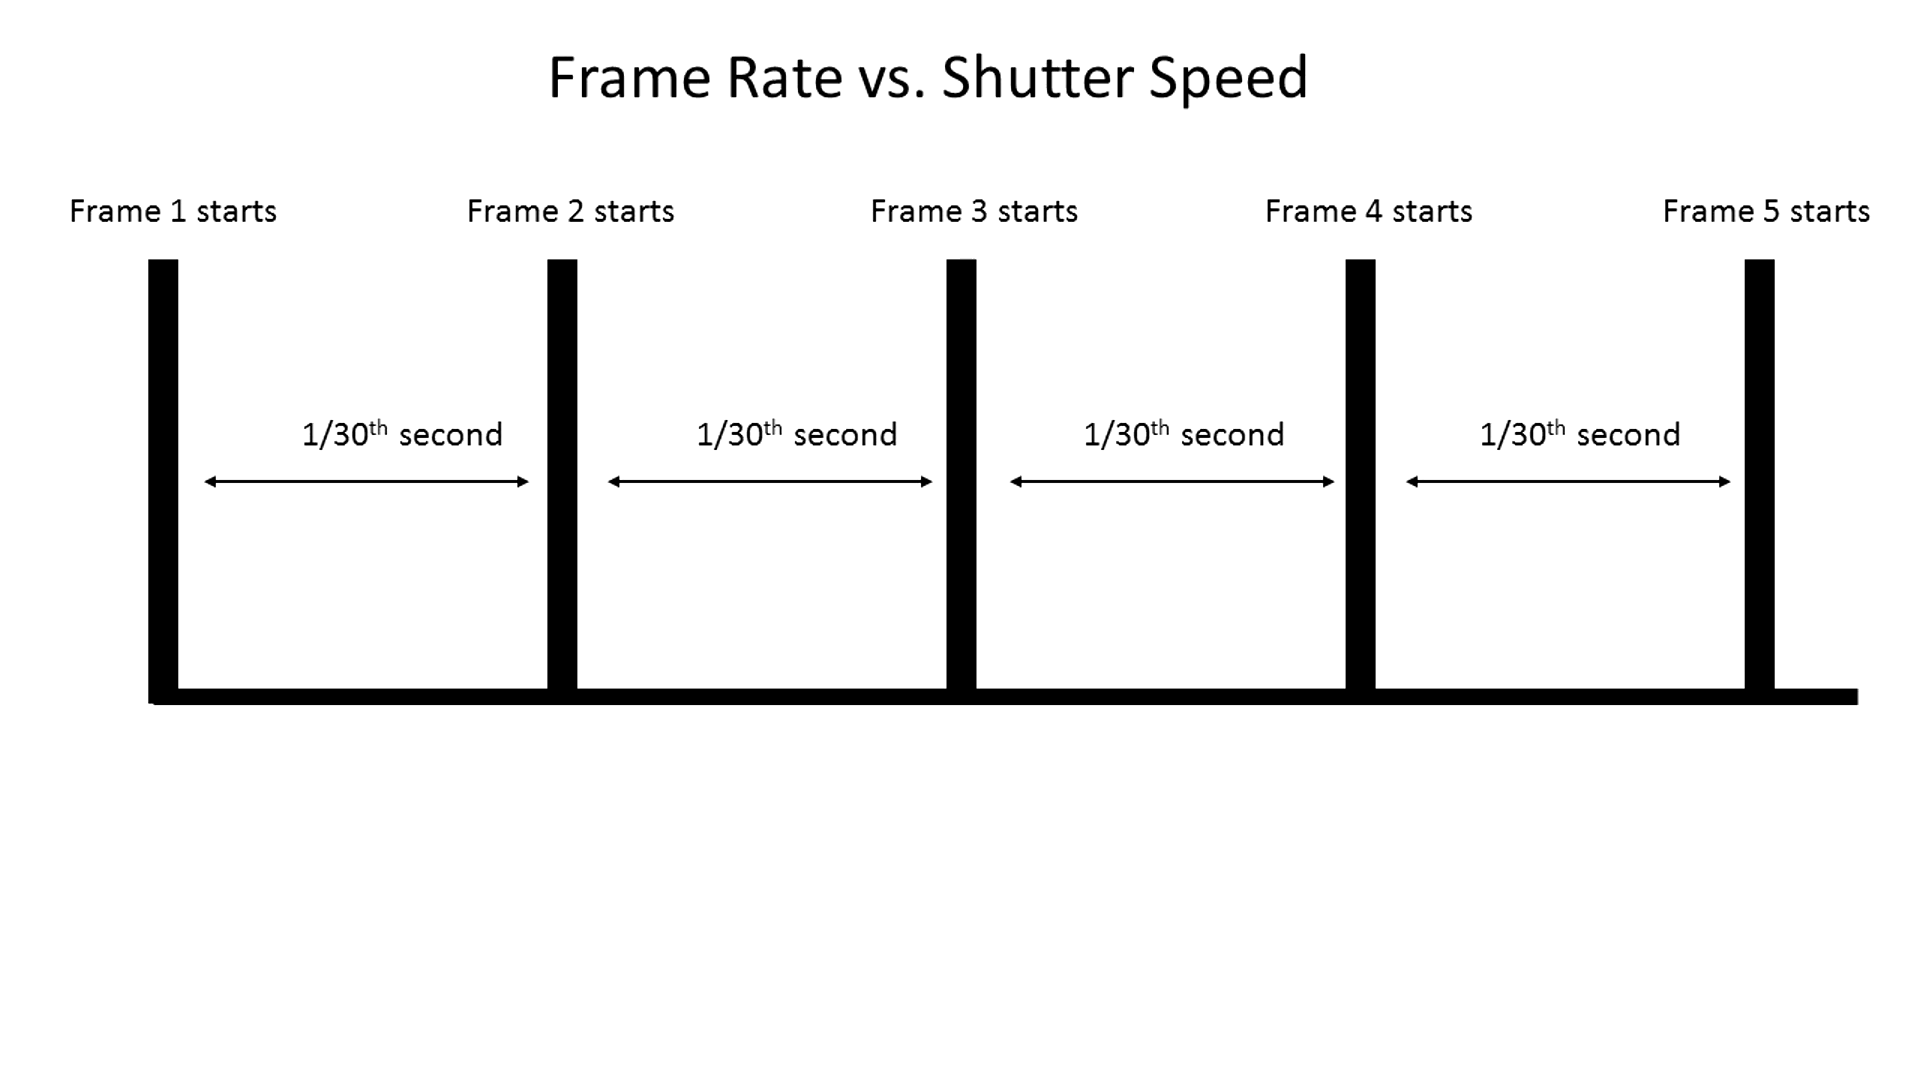 Frame Rate vs. Shutter Speed
Frame 1 starts Frame 2 starts Frame 3 starts Frame 4 starts Frame 5 starts
1/30th second 1/30th second 1/30th second 1/30th second